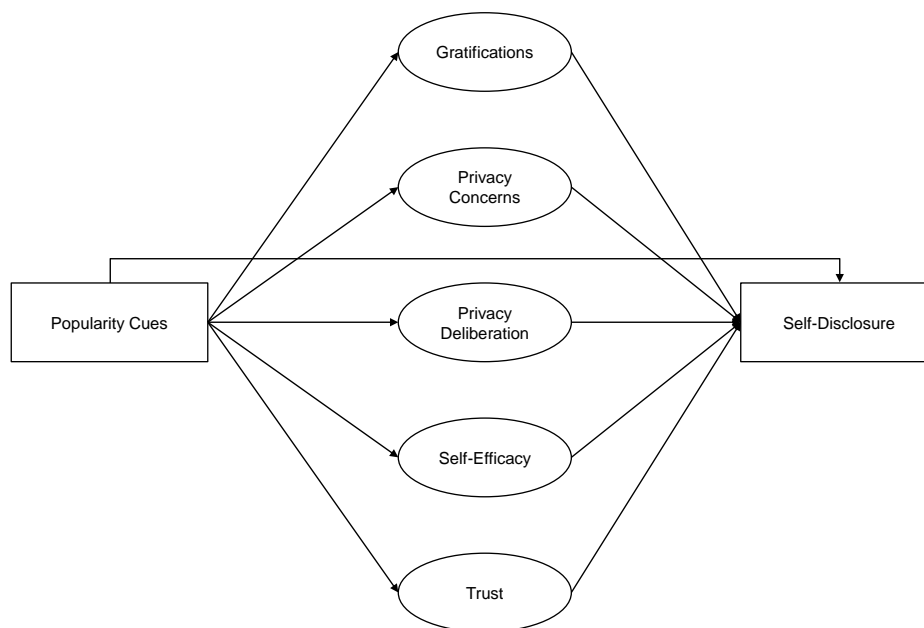 Gratifications
Privacy
Concerns
Popularity Cues
Privacy
Deliberation
Self-Disclosure
Self-Efficacy
Trust